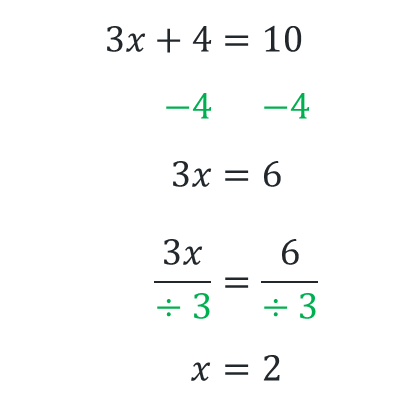 3x + 4 = 10
−4 −4
3x = 6
3x/÷ 3 = 6/÷ 3
x = 2